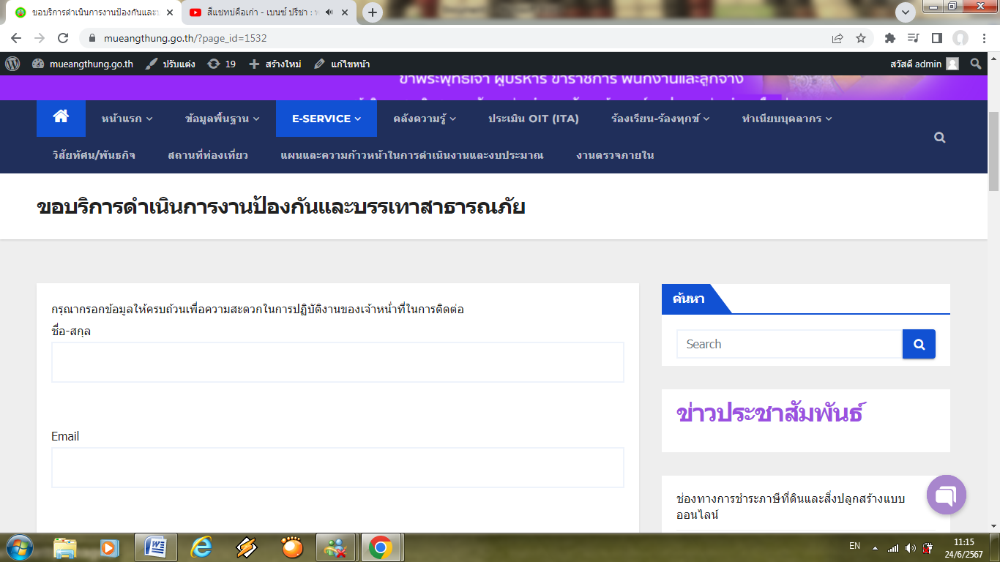 ขอบริการดำเนินการงานป้องกันและบ
สี่แชทบ่คือเก่า - เบนซ์ ปรีชา :
mueangthung.go.th/?page_id=1532
mueangthung.go.th ปรับแต่ง 19 สร้างใหม่ แก้ไขหน้า สวัสดี admin
ข้าพระพุทธเจ้า ผู้บริหาร ข้าราชการ พนักงานและลูกจ้าง
หน้าแรก ข้อมูลพื้นฐาน E-SERVICE คลังความรู้ ประเมิน OIT (ITA) ร้องเรียน-ร้องทุกข์ ทำเนียบบุคลากร
วิสัยทัศน/พันธกิจ สถานที่ท่องเที่ยว แผนและความก้าวหน้าในการดำเนินงานและงบประมาณ งานตรวจภายใน
ขอบริการดำเนินการงานป้องกันและบรรเทาสาธารณภัย
กรุณากรอกข้อมูลให้ครบถ้วนเพื่อความสะดวกในการปฏิบัติงานของเจ้าหน้าที่ในการติดต่อ
ชื่อ-สกุล
Email
ค้นหา
Search
ข่าวประชาสัมพันธ์
ช่องทางการชำระภาษีที่ดินและสิ่งปลูกสร้างแบบ
ออนไลน์
EN
11:15
24/6/2567